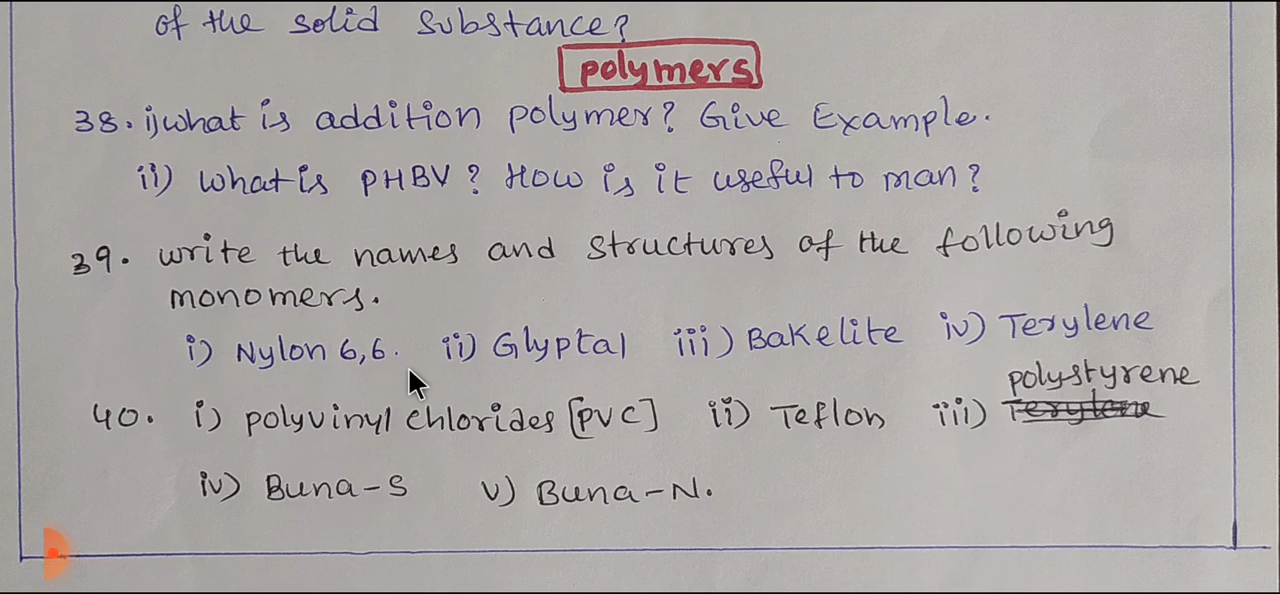 of the solid substance?
polymers
38. i) what is addition polymer? Give Example.
ii) what is PHBV? How is it useful to man?
39. write the names and structures of the following
monomers.
i) Nylon 6,6. ii) Glyptal iii) Bakelite iv) Terylene
polystyrene
40. i) polyvinyl chlorides [PVC] ii) Teflon iii) Terylene
iv) Buna-S v) Buna-N.